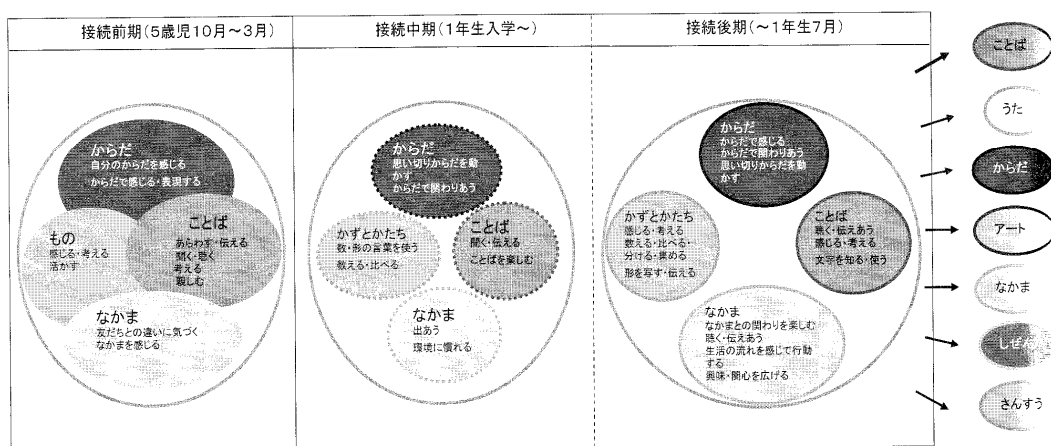 接続前期(5歳児10月～3月)
からだ
自分のからだを感じる
からだで感じる・表現する
もの
感じる・考える
活かす
ことば
あらわす・伝える
聞く・聴く
考える
親しむ
なかま
友だちとの違いに気づく
なかまを感じる
接続中期(1年生入学～)
からだ
思い切りからだを動
かす
からだで関わりあう
かずとかたち
数・形の言葉を使う
数える・比べる
ことば
聞く・伝える
ことばを楽しむ
なかま
出あう
環境に慣れる
接続後期(～1年生7月)
からだ
からだで感じる
からだで関わりあう
思い切りからだを動
かす
かずとかたち
感じる・考える
数える・比べる・
分ける・集める
形を写す・伝える
ことば
聴く・伝えあう
感じる・考える
文字を知る・使う
なかま
なかまとの関わりを楽しむ
聴く・伝えあう
生活の流れを感じて行動
する
興味・関心を広げる
ことば
うた
からだ
アート
なかま
しぜん
さんすう